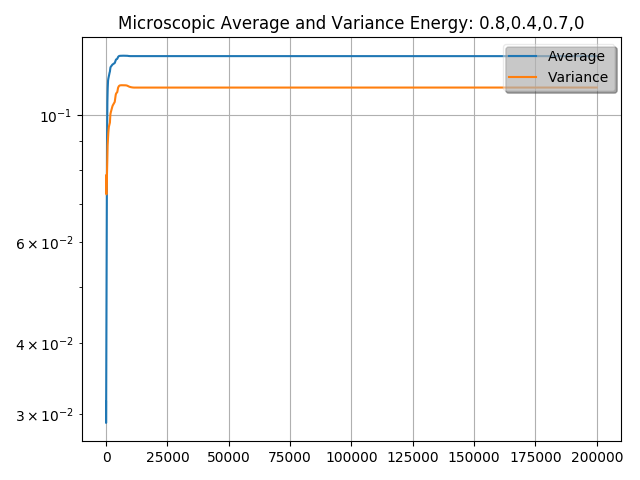 Microscopic Average and Variance Energy: 0.8,0.4,0.7,0
Average
Variance
10⁻¹
6 × 10⁻²
4 × 10⁻²
3 × 10⁻²
0 25000 50000 75000 100000 125000 150000 175000 200000